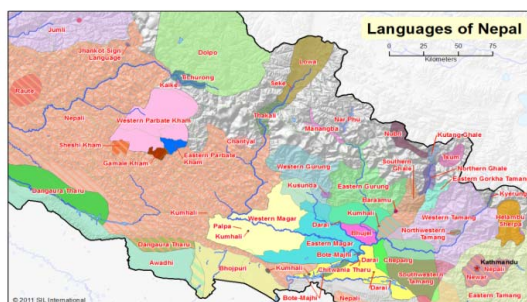 Languages of Nepal
0 25 50 75
Kilometers
Jumli
Jhankot Sign
Language
Dolpo
Lowa
Tichurong
Kaike
Seke
Raute
Nepali
Western Parbate Kham
Thakali
Nar Phu
Manangba
Nubri
Kutang Ghale
Sheshi Kham
Gamale Kham
Eastern Parbate
Kham
Chantyal
Western Gurung
Southern
Ghale
Tsum
Northern Ghale
Eastern Gorkha Tamang
Kusunda
Eastern Gurung
Kyerung
Dangaura Tharu
Baraamu
Kumhali
Western Tamang
Helambu
Sherpa
Kumhali
Western Magar
Darai
Bhujel
Northwestern
Tamang
Palpa
Kumhali
Eastern Magar
Dangaura Tharu
Bote-Majhi
Darai
Chepang
Kathmandu
Nepali
Newar
Awadhi
Bhojpuri
Kumhali
Chitwania Tharu
Southwestern
Tamang
Darai
Bote-Majhi
Nepali
Eastern Tamang
© 2011 SIL International